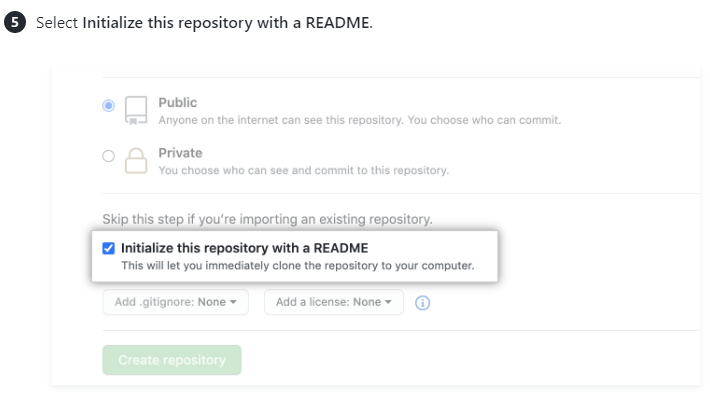 5 Select Initialize this repository with a README.
Public
Anyone on the internet can see this repository. You choose who can commit.
Private
You choose who can see and commit to this repository.
Skip this step if you're importing an existing repository.
Initialize this repository with a README
This will let you immediately clone the repository to your computer.
Add .gitignore: None Add a license: None
Create repository